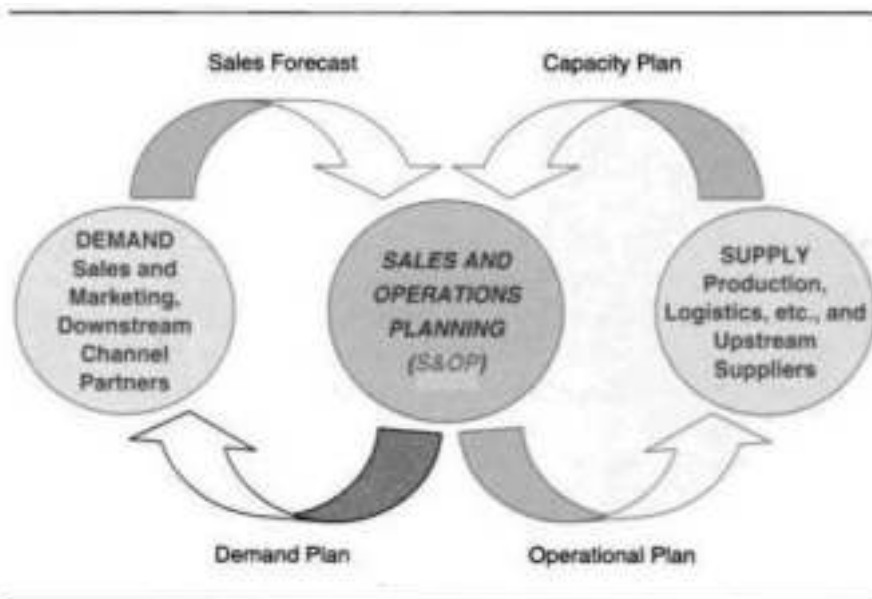 Sales Forecast
Capacity Plan
DEMAND
Sales and
Marketing,
Downstream
Channel
Partners
SALES AND
OPERATIONS
PLANNING
(S&OP)
SUPPLY
Production,
Logistics, etc., and
Upstream
Suppliers
Demand Plan
Operational Plan